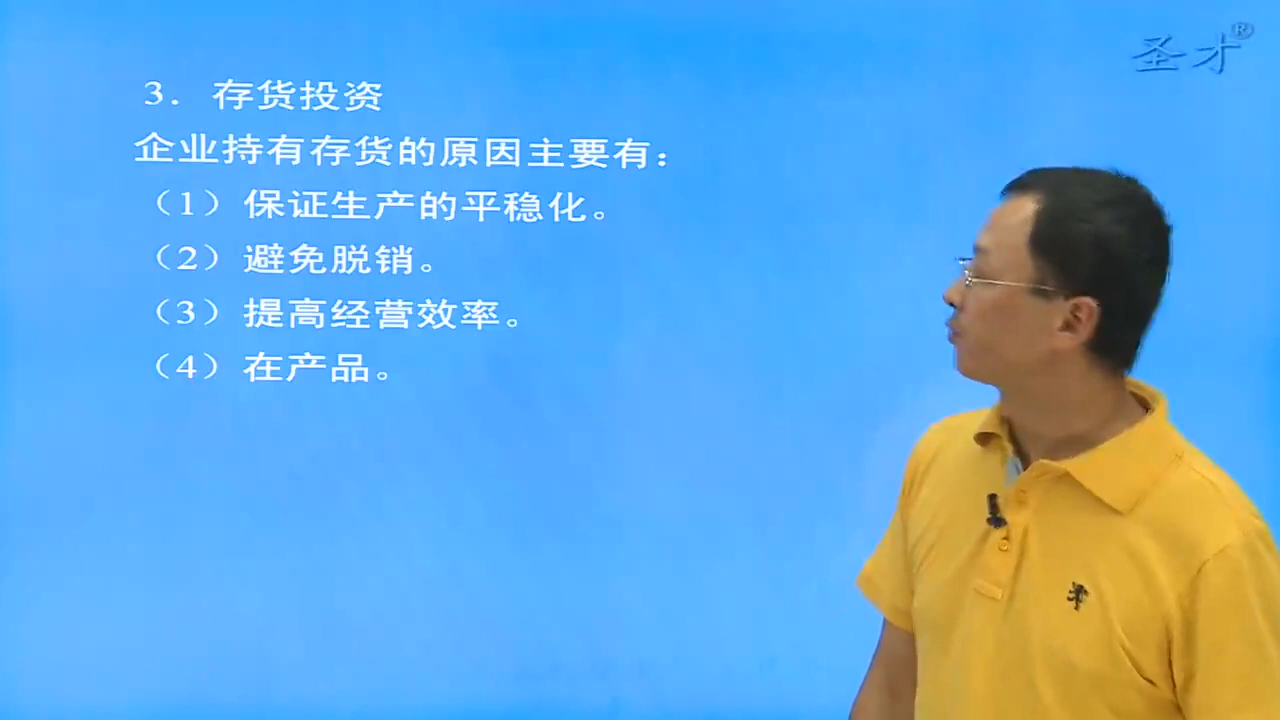 圣才®
3. 存货投资
企业持有存货的原因主要有：
（1）保证生产的平稳化。
（2）避免脱销。
（3）提高经营效率。
（4）在产品。